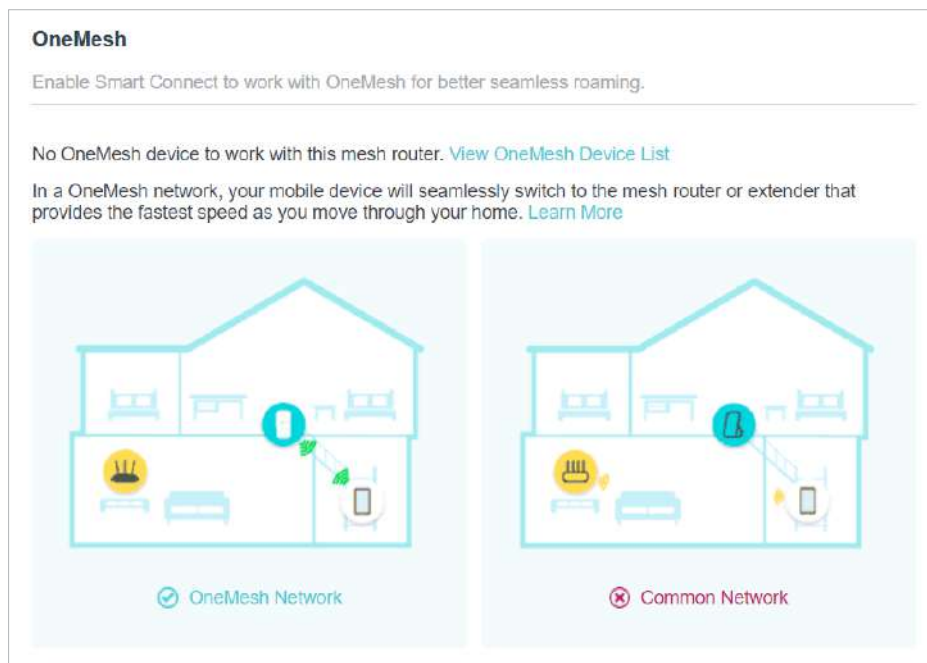 OneMesh
Enable Smart Connect to work with OneMesh for better seamless roaming.
No OneMesh device to work with this mesh router. View OneMesh Device List
In a OneMesh network, your mobile device will seamlessly switch to the mesh router or extender that
provides the fastest speed as you move through your home. Learn More
OneMesh Network
Common Network